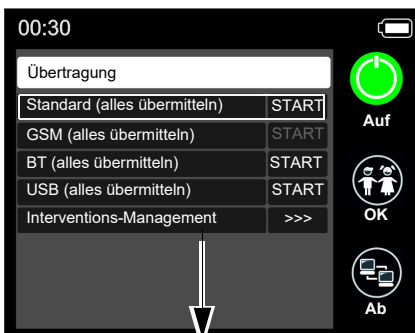 00:30
Übertragung
Standard (alles übermitteln) START
GSM (alles übermitteln) START
BT (alles übermitteln) START
USB (alles übermitteln) START
Interventions-Management >>>
Auf
OK
Ab